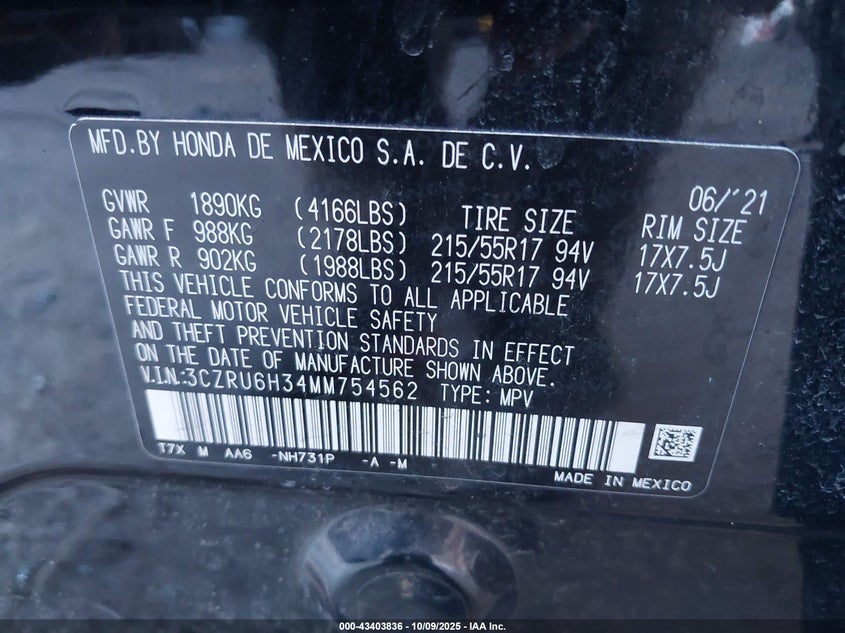 MFD.BY HONDA DE MEXICO S.A. DE C.V.
06/'21
GVWR 1890KG (4166LBS) TIRE SIZE RIM SIZE
GAWR F 988KG (2178LBS) 215/55R17 94V 17X7.5J
GAWR R 902KG (1988LBS) 215/55R17 94V 17X7.5J
THIS VEHICLE CONFORMS TO ALL APPLICABLE
FEDERAL MOTOR VEHICLE SAFETY
AND THEFT PREVENTION STANDARDS IN EFFECT
ON THE DATE OF MANUFACTURE SHOWN ABOVE.
V.I.N.:3CZRU6H34MM754562 TYPE: MPV
T7X M AA6 -NH731P -A -M
MADE IN MEXICO
000-43403836 - 10/09/2025 - IAA Inc.